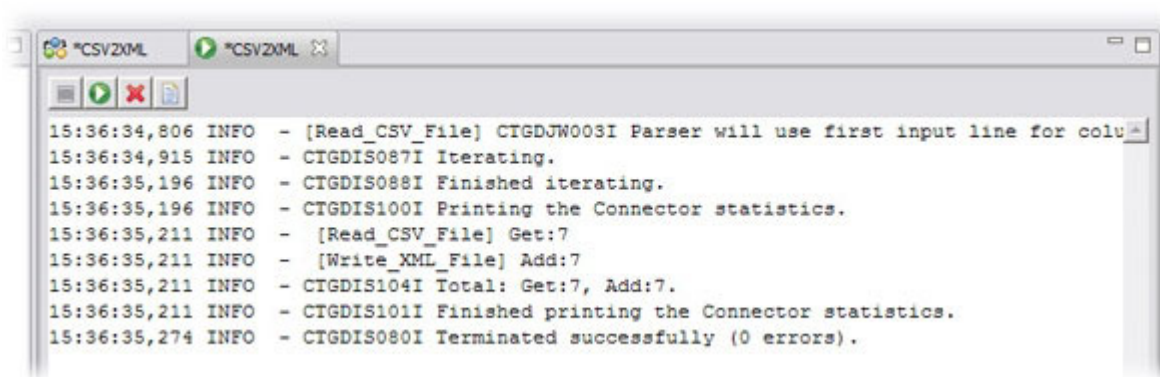 *CSV2XML *CSV2XML
15:36:34,806 INFO - [Read_CSV_File] CTGDJW003I Parser will use first input line for colu
15:36:34,915 INFO - CTGDIS087I Iterating.
15:36:35,196 INFO - CTGDIS088I Finished iterating.
15:36:35,196 INFO - CTGDIS100I Printing the Connector statistics.
15:36:35,211 INFO - [Read_CSV_File] Get:7
15:36:35,211 INFO - [Write_XML_File] Add:7
15:36:35,211 INFO - CTGDIS104I Total: Get:7, Add:7.
15:36:35,211 INFO - CTGDIS101I Finished printing the Connector statistics.
15:36:35,274 INFO - CTGDIS080I Terminated successfully (0 errors).